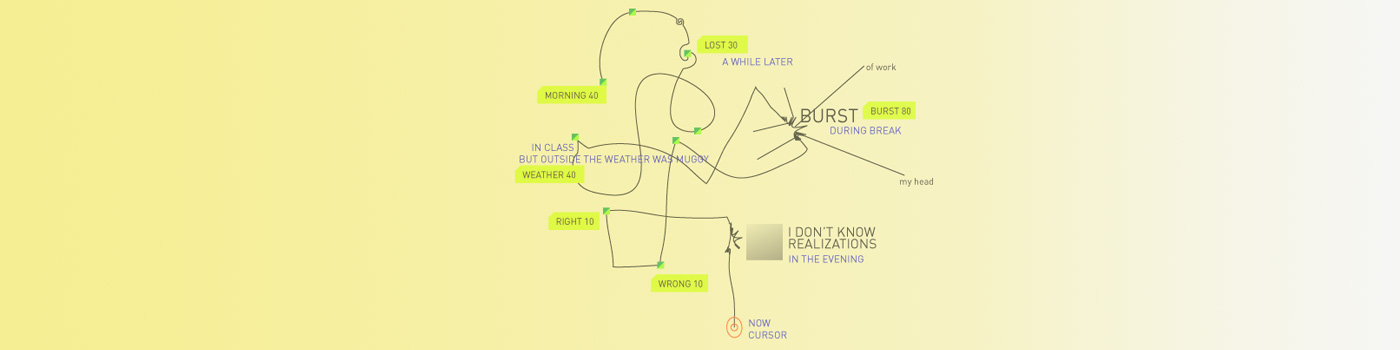 LOST 30
A WHILE LATER
of work
MORNING 40
BURST
BURST 80
DURING BREAK
IN CLASS
BUT OUTSIDE THE WEATHER WAS MUGGY
WEATHER 40
my head
RIGHT 10
I DON'T KNOW
REALIZATIONS
IN THE EVENING
WRONG 10
NOW
CURSOR